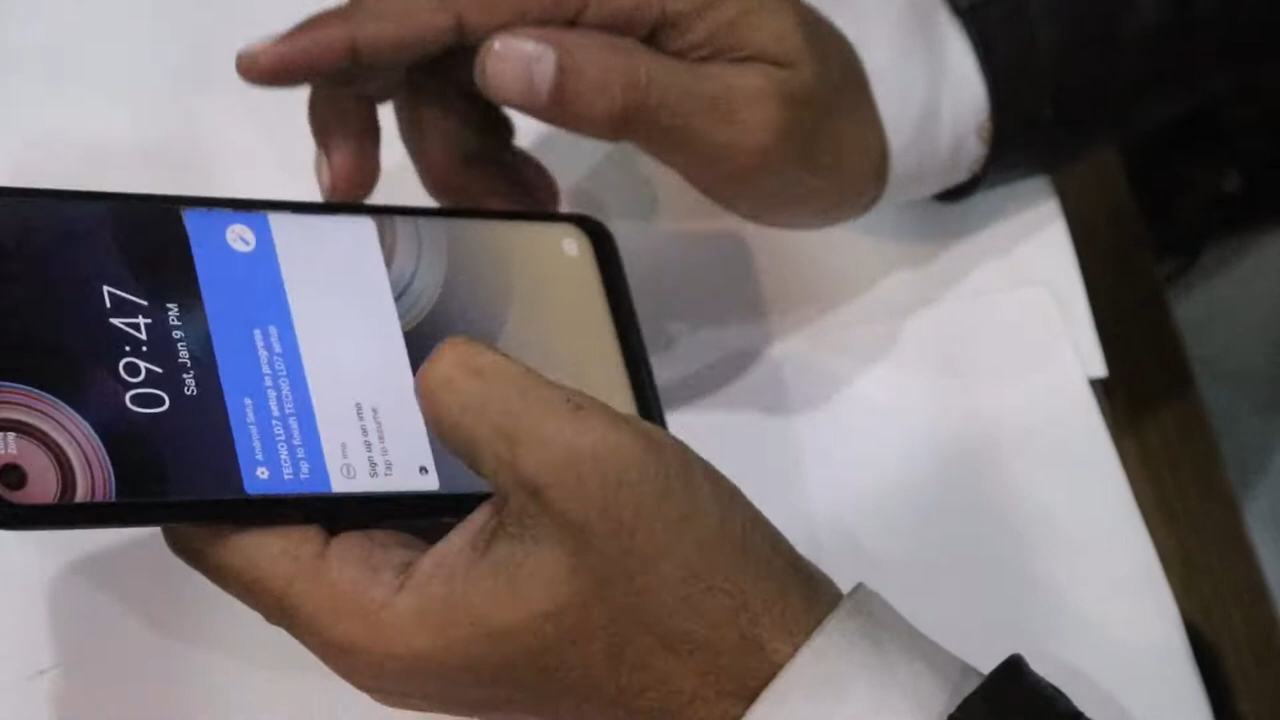 09:47
Sat, Jan 9 PM
Android Setup
TECNO LD7 setup in progress
Tap to finish TECNO LD7 setup
imo
Sign up on imo
Tap to resume.
Zong